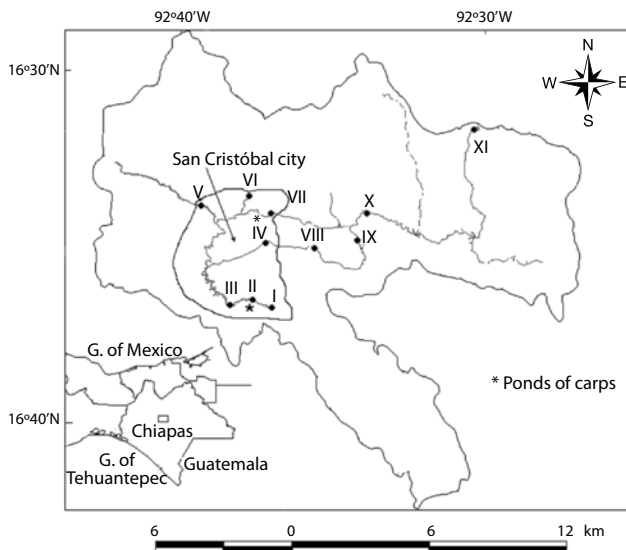 92º40′W 92º30′W
16º30′N
N
W E
S
XI
San Cristóbal city
V VI VII X
*
IV VIII IX
III II I
*
G. of Mexico
* Ponds of carps
16º40′N
Chiapas
G. of
Tehuantepec
Guatemala
6 0 6 12 km